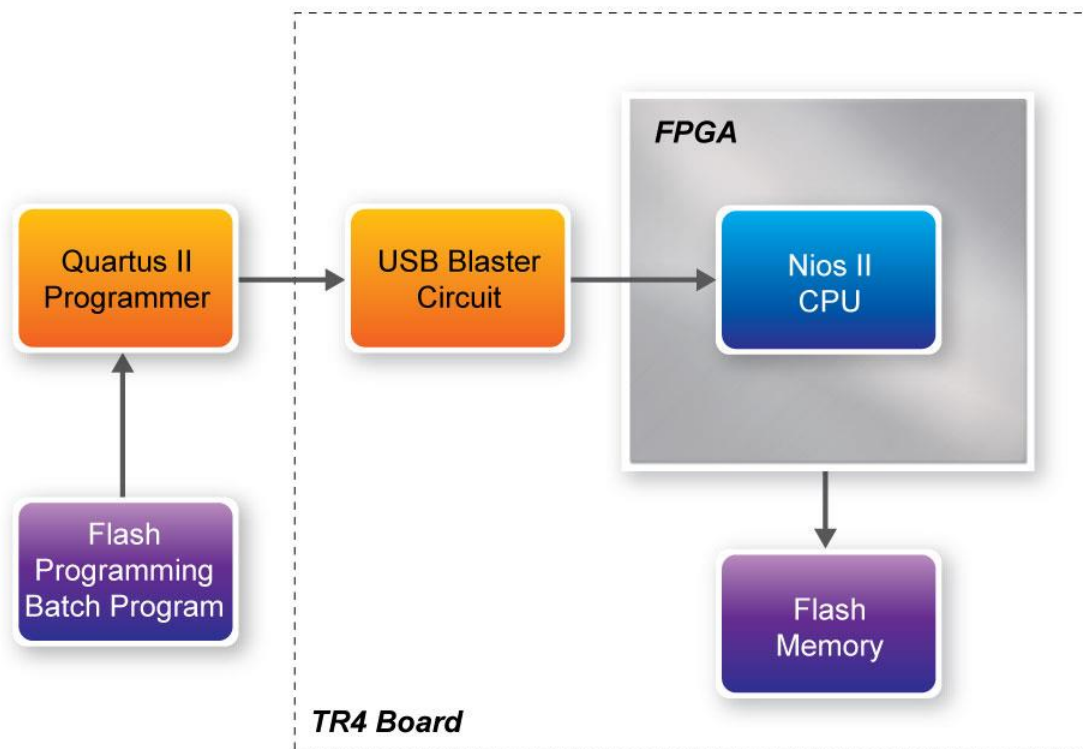 FPGA
Quartus II
Programmer
USB Blaster
Circuit
Nios II
CPU
Flash
Programming
Batch Program
Flash
Memory
TR4 Board